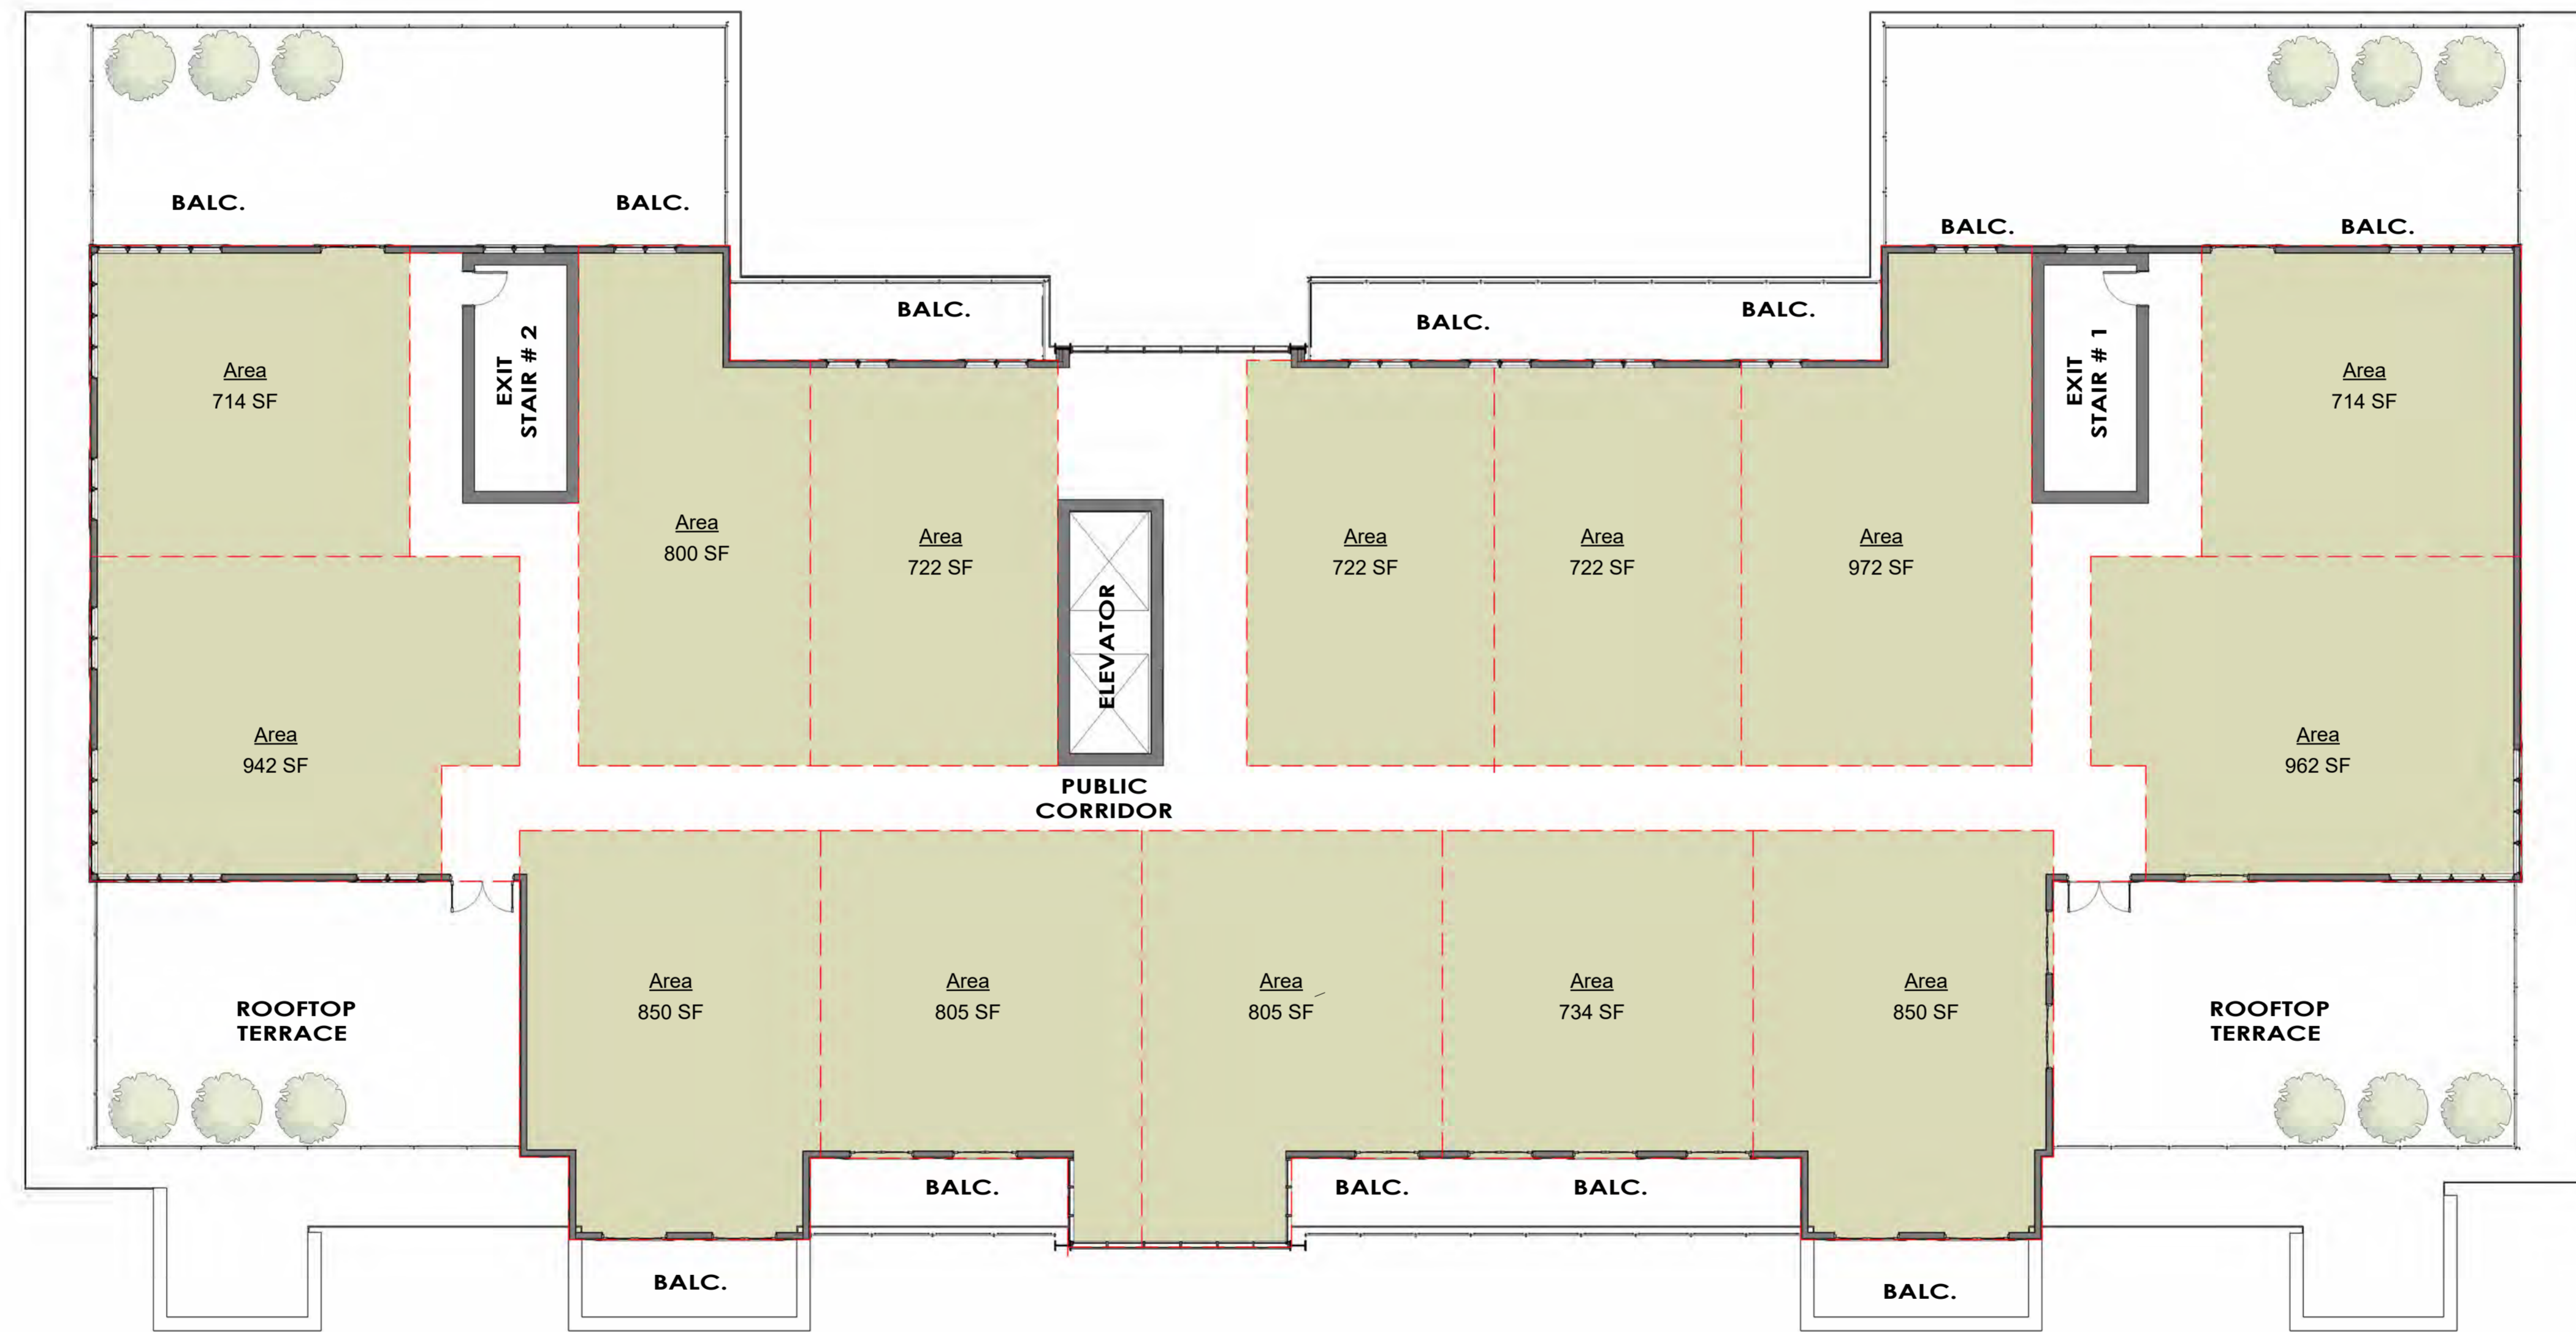 BALC.
BALC.
BALC.
BALC.
BALC.
BALC.
BALC.
Area
714 SF
EXIT
STAIR # 2
EXIT
STAIR # 1
Area
714 SF
Area
800 SF
Area
722 SF
ELEVATOR
Area
722 SF
Area
722 SF
Area
972 SF
Area
942 SF
Area
962 SF
PUBLIC
CORRIDOR
ROOFTOP
TERRACE
Area
850 SF
Area
805 SF
Area
805 SF
Area
734 SF
Area
850 SF
ROOFTOP
TERRACE
BALC.
BALC.
BALC.
BALC.
BALC.